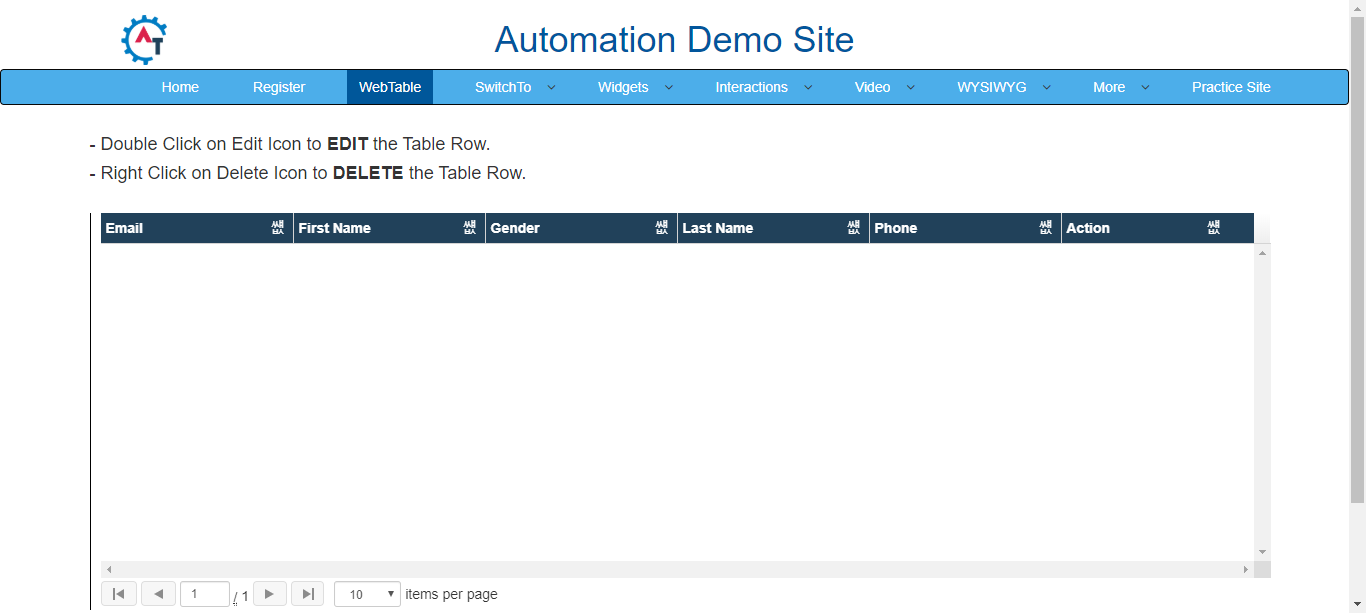 AT
Automation Demo Site
Home Register WebTable SwitchTo Widgets Interactions Video WYSIWYG More Practice Site
- Double Click on Edit Icon to EDIT the Table Row.
- Right Click on Delete Icon to DELETE the Table Row.
Email First Name Gender Last Name Phone Action
1 / 1 10 items per page